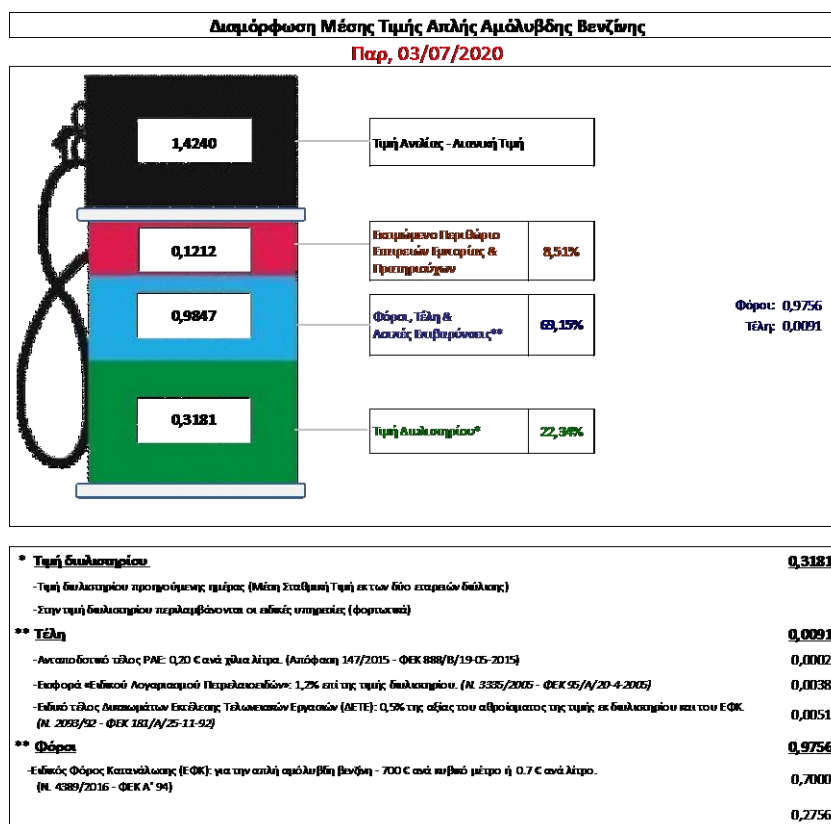 Διαμόρφωση Μέσης Τιμής Απλής Αμόλυβδης Βενζίνης
Παρ, 03/07/2020
1,4240
Τιμή Αντλίας - Λιανική Τιμή
0,1212
Εκτιμώμενο Περιθώριο
Εταιρειών Εμπορίας &
Πρατηριούχων
8,51%
0,9847
Φόροι, Τέλη &
Λοιπές Επιβαρύνσεις**
69,15%
Φόροι: 0,9756
Τέλη: 0,0091
0,3181
Τιμή Διυλιστηρίου*
22,34%
* Τιμή διυλιστηρίου 0,3181
-Τιμή διυλιστηρίου προηγούμενης ημέρας (Μέση Σταθμική Τιμή εκ των δύο εταιρειών διύλισης)
-Στην τιμή διυλιστηρίου περιλαμβάνονται οι ειδικές υπηρεσίες (φορτωτικά)
** Τέλη 0,0091
-Ανταποδοτικό τέλος ΡΑΕ: 0,20 € ανά χίλια λίτρα. (Απόφαση 147/2015 - ΦΕΚ 888/Β/19-05-2015) 0,0002
-Εισφορά «Ειδικού Λογαριασμού Πετρελαιοειδών»: 1,2% επί της τιμής διυλιστηρίου. (Ν. 3335/2005 - ΦΕΚ 95/Α/20-4-2005) 0,0038
-Ειδικό τέλος Δικαιωμάτων Εκτέλεσης Τελωνειακών Εργασιών (ΔΕΤΕ): 0,5% της αξίας του αθροίσματος της τιμής εκ διυλιστηρίου και του ΕΦΚ. 0,0051
(Ν. 2093/92 - ΦΕΚ 181/Α/25-11-92)
** Φόροι 0,9756
-Ειδικός Φόρος Κατανάλωσης (ΕΦΚ): για την απλή αμόλυβδη βενζίνη - 700 € ανά κυβικό μέτρο ή 0.7 € ανά λίτρο. 0,7000
(Ν. 4389/2016 - ΦΕΚ Α' 94)
0,2756